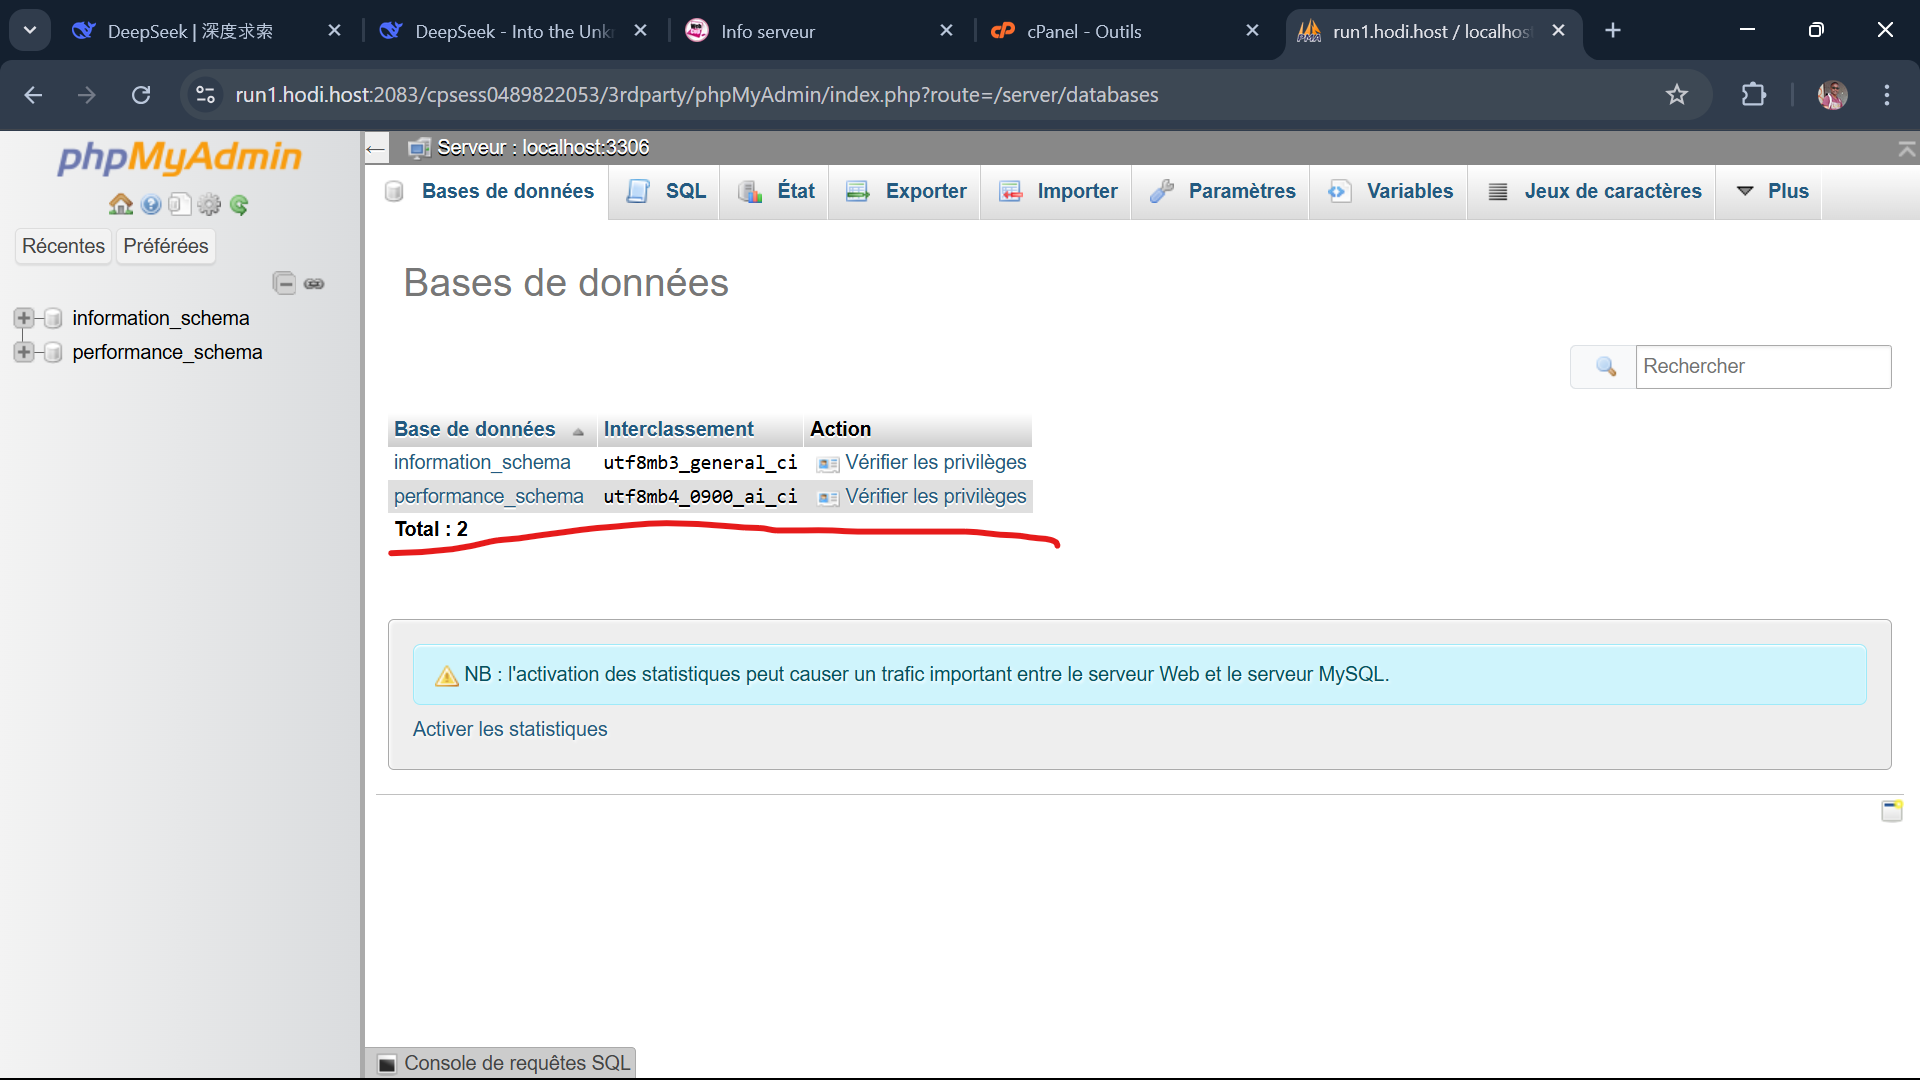 DeepSeek | 深度求索
DeepSeek - Into the Unkn
Info serveur
cPanel - Outils
run1.hodi.host / localhost
run1.hodi.host:2083/cpsess0489822053/3rdparty/phpMyAdmin/index.php?route=/server/databases
phpMyAdmin
Récentes
Préférées
information_schema
performance_schema
Serveur : localhost:3306
Bases de données
SQL
État
Exporter
Importer
Paramètres
Variables
Jeux de caractères
Plus
Bases de données
Rechercher
Base de données Interclassement Action
information_schema utf8mb3_general_ci Vérifier les privilèges
performance_schema utf8mb4_0900_ai_ci Vérifier les privilèges
Total : 2
NB : l'activation des statistiques peut causer un trafic important entre le serveur Web et le serveur MySQL.
Activer les statistiques
Console de requêtes SQL